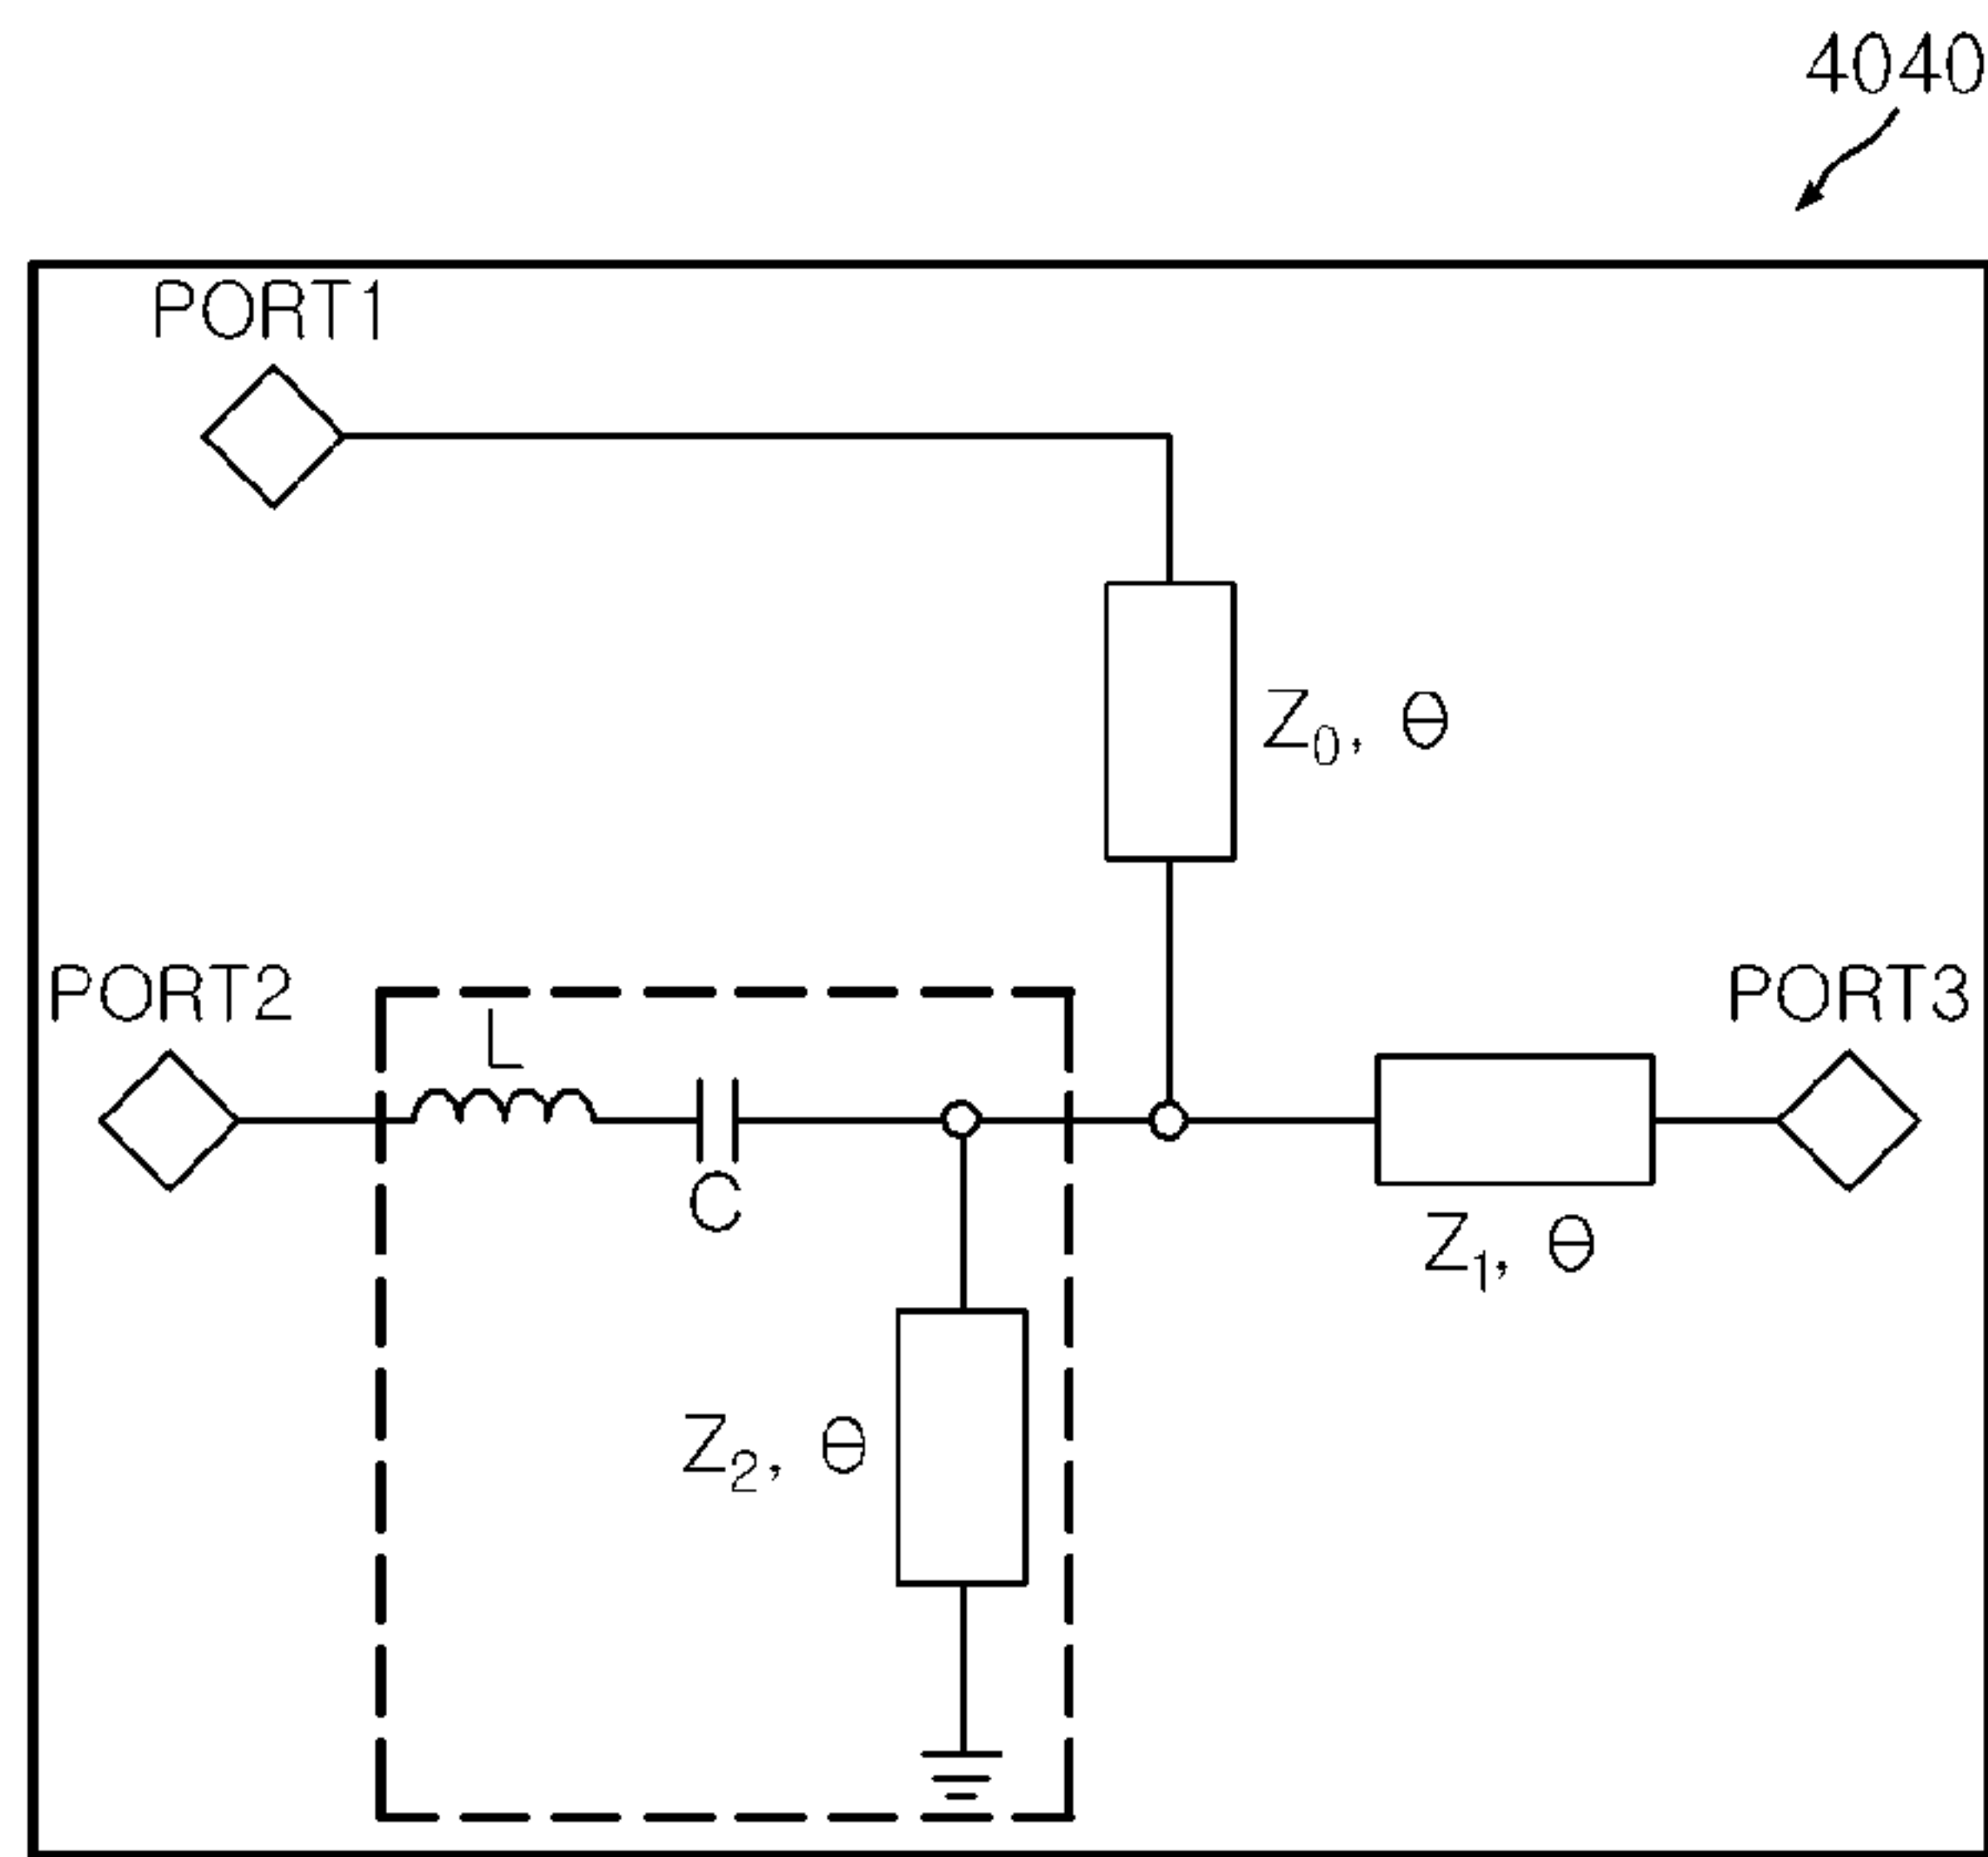 4040
PORT1
Z₀, θ
PORT2
L
PORT3
C
Z₁, θ
Z₂, θ